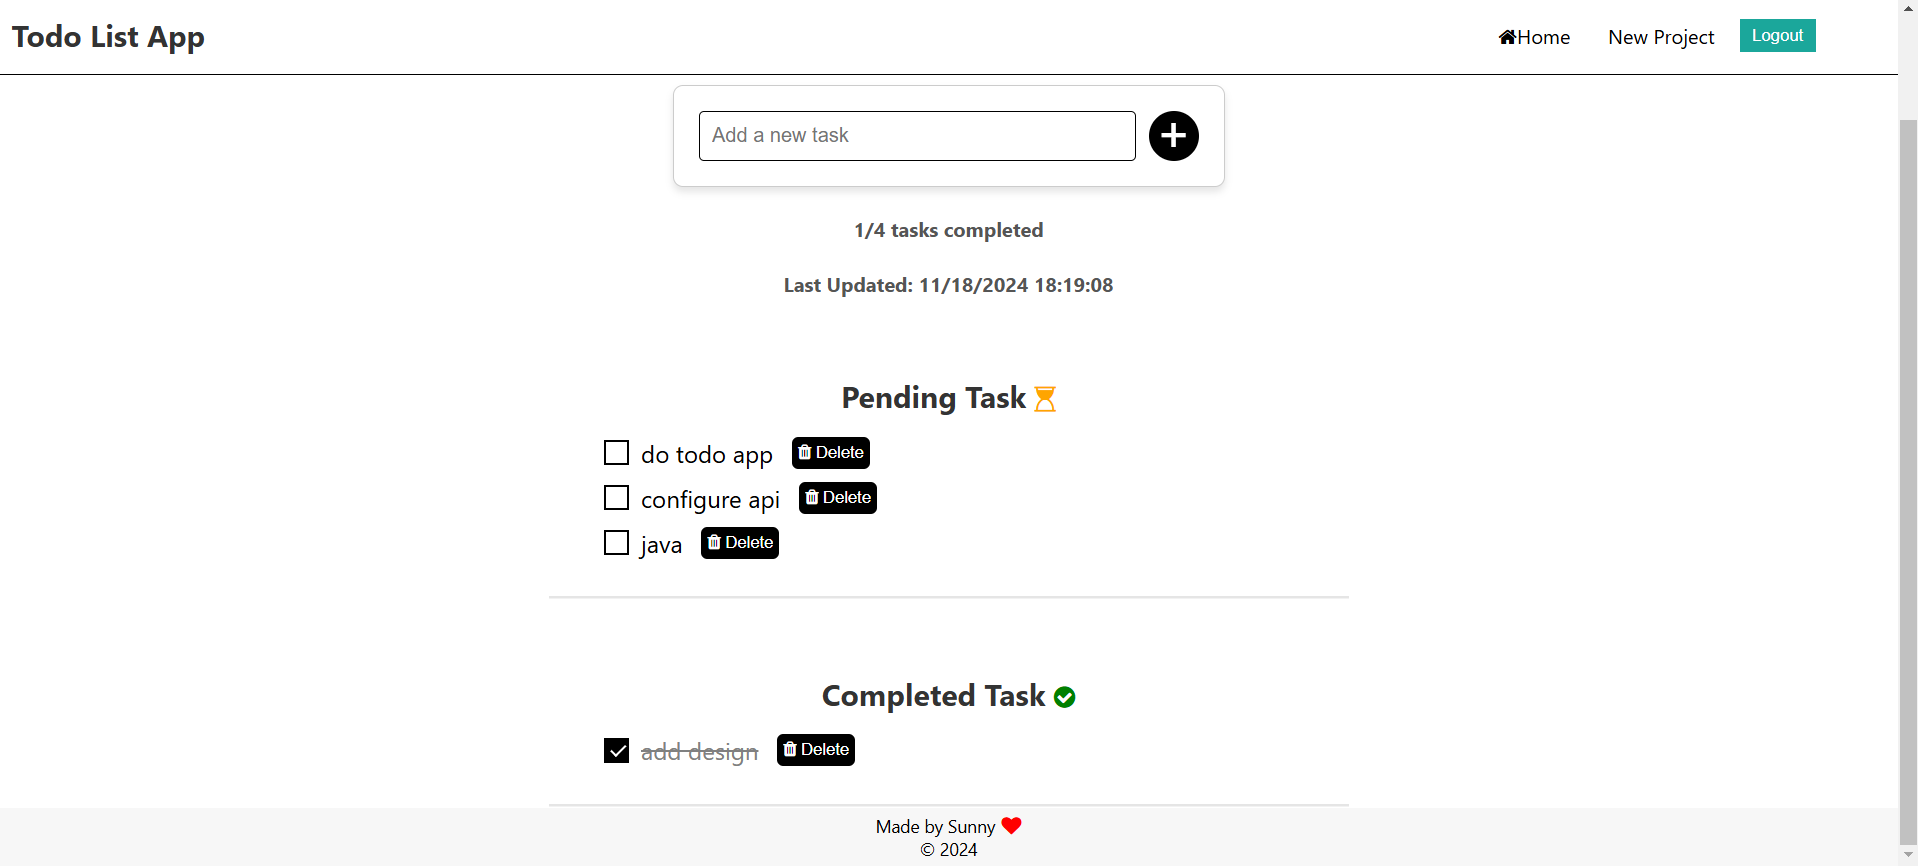 Todo List App
Home New Project Logout
Add a new task
1/4 tasks completed
Last Updated: 11/18/2024 18:19:08
Pending Task
do todo app Delete
configure api Delete
java Delete
Completed Task
add design Delete
Made by Sunny
© 2024